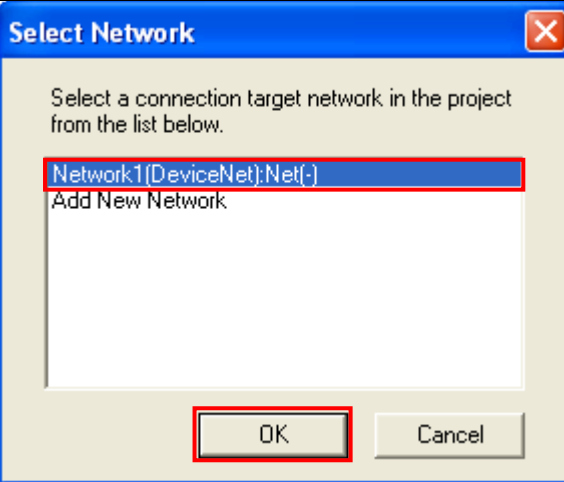 Select Network
Select a connection target network in the project
from the list below.
Network1(DeviceNet):Net(-)
Add New Network
OK
Cancel